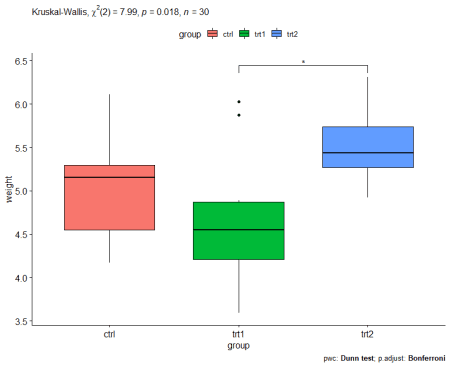 Kruskal-Wallis, χ²(2) = 7.99, p = 0.018, n = 30
group ctrl trt1 trt2
*
6.5
6.0
5.5
5.0
4.5
4.0
3.5
weight
ctrl trt1 trt2
group
pwc: Dunn test; p.adjust: Bonferroni